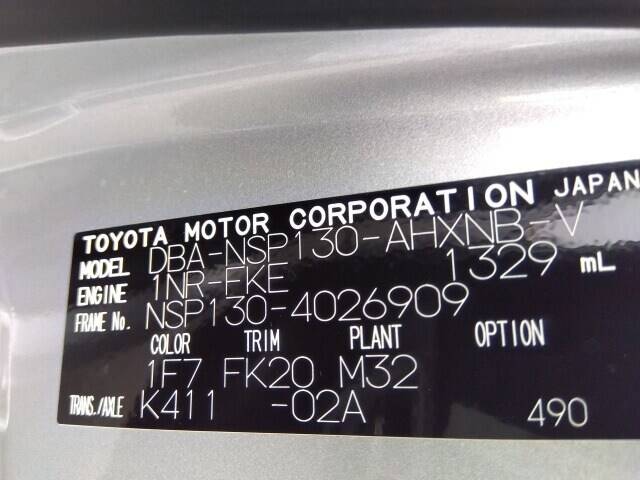 TOYOTA MOTOR CORPORATION JAPAN
MODEL DBA-NSP130-AHXNB-V
ENGINE 1NR-FKE 1329 mL
FRAME No. NSP130-4026909
COLOR TRIM PLANT OPTION
1F7 FK20 M32
TRANS./AXLE K411 -02A 490